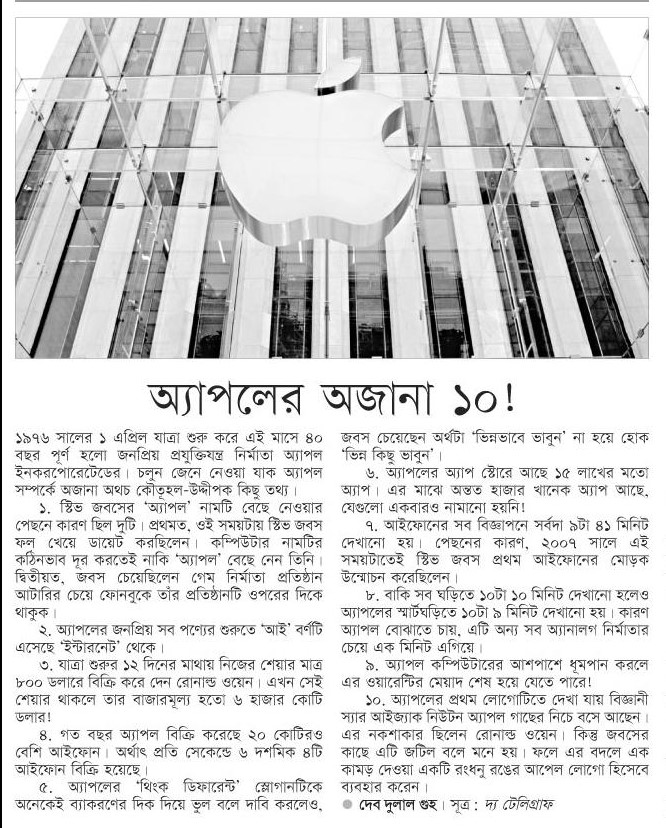 অ্যাপলের অজানা ১০!
১৯৭৬ সালের ১ এপ্রিল যাত্রা শুরু করে এই মাসে ৪০
বছর পূর্ণ হলো জনপ্রিয় প্রযুক্তিযন্ত্র নির্মাতা অ্যাপল
ইনকরপোরেটেডের। চলুন জেনে নেওয়া যাক অ্যাপল
সম্পর্কে অজানা অথচ কৌতূহল-উদ্দীপক কিছু তথ্য।
১. স্টিভ জবসের ‘অ্যাপল’ নামটি বেছে নেওয়ার
পেছনে কারণ ছিল দুটি। প্রথমত, ওই সময়টায় স্টিভ জবস
ফল খেয়ে ডায়েট করছিলেন। কম্পিউটার নামটির
কঠিনভাব দূর করতেই নাকি ‘অ্যাপল’ বেছে নেন তিনি।
দ্বিতীয়ত, জবস চেয়েছিলেন গেম নির্মাতা প্রতিষ্ঠান
আটারির চেয়ে ফোনবুকে তাঁর প্রতিষ্ঠানটি ওপরের দিকে
থাকুক।
২. অ্যাপলের জনপ্রিয় সব পণ্যের শুরুতে ‘আই’ বর্ণটি
এসেছে ‘ইন্টারনেট’ থেকে।
৩. যাত্রা শুরুর ১২ দিনের মাথায় নিজের শেয়ার মাত্র
৮০০ ডলারে বিক্রি করে দেন রোনাল্ড ওয়েন। এখন সেই
শেয়ার থাকলে তার বাজারমূল্য হতো ৬ হাজার কোটি
ডলার!
৪. গত বছর অ্যাপল বিক্রি করেছে ২০ কোটিরও
বেশি আইফোন। অর্থাৎ প্রতি সেকেন্ডে ৬ দশমিক ৪টি
আইফোন বিক্রি হয়েছে।
৫. অ্যাপলের ‘থিংক ডিফারেন্ট’ স্লোগানটিকে
অনেকেই ব্যাকরণের দিক দিয়ে ভুল বলে দাবি করলেও,
জবস চেয়েছেন অর্থটা ‘ভিন্নভাবে ভাবুন’ না হয়ে হোক
‘ভিন্ন কিছু ভাবুন’।
৬. অ্যাপলের অ্যাপ স্টোরে আছে ১৫ লাখের মতো
অ্যাপ। এর মাঝে অন্তত হাজার খানেক অ্যাপ আছে,
যেগুলো একবারও নামানো হয়নি!
৭. আইফোনের সব বিজ্ঞাপনে সর্বদা ৯টা ৪১ মিনিট
দেখানো হয়। পেছনের কারণ, ২০০৭ সালে এই
সময়টাতেই স্টিভ জবস প্রথম আইফোনের মোড়ক
উন্মোচন করেছিলেন।
৮. বাকি সব ঘড়িতে ১০টা ১০ মিনিট দেখানো হলেও
অ্যাপলের স্মার্টঘড়িতে ১০টা ৯ মিনিট দেখানো হয়। কারণ
অ্যাপল বোঝাতে চায়, এটি অন্য সব অ্যানালগ নির্মাতার
চেয়ে এক মিনিট এগিয়ে।
৯. অ্যাপল কম্পিউটারের আশপাশে ধূমপান করলে
এর ওয়ারেন্টির মেয়াদ শেষ হয়ে যেতে পারে!
১০. অ্যাপলের প্রথম লোগোটিতে দেখা যায় বিজ্ঞানী
স্যার আইজ্যাক নিউটন অ্যাপল গাছের নিচে বসে আছেন।
এর নকশাকার ছিলেন রোনাল্ড ওয়েন। কিন্তু জবসের
কাছে এটি জটিল বলে মনে হয়। ফলে এর বদলে এক
কামড় দেওয়া একটি রংধনু রঙের আপেল লোগো হিসেবে
ব্যবহার করেন।
● দেব দুলাল গুহ। সূত্র: দ্য টেলিগ্রাফ